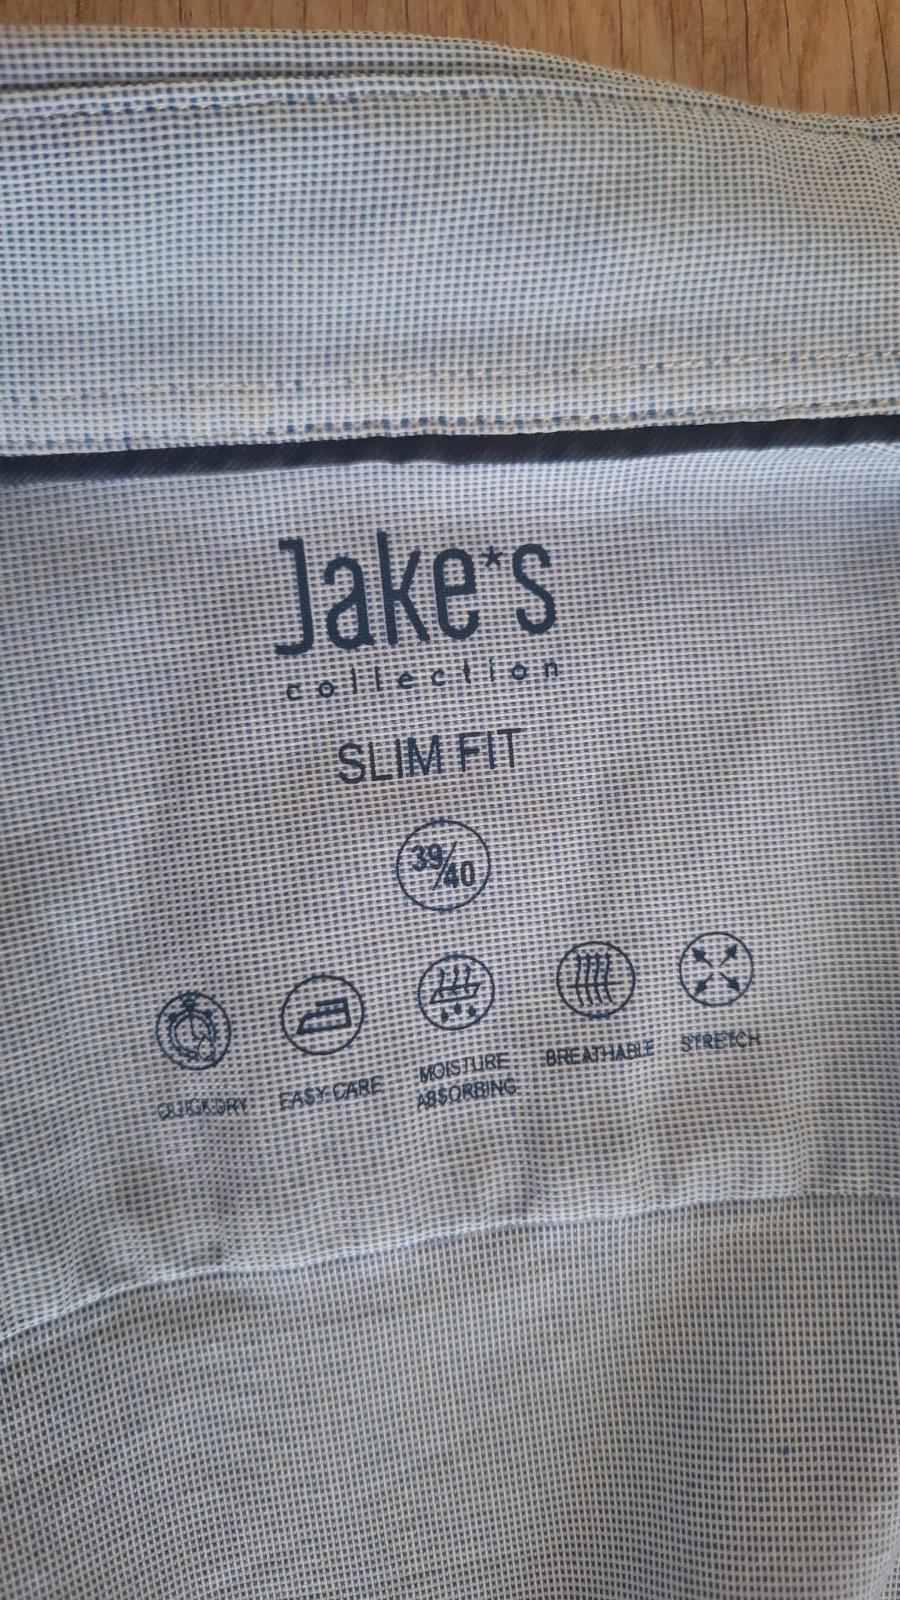 Jake*s
collection
SLIM FIT
39/40
QUICK DRY
EASY-CARE
MOISTURE
ABSORBING
BREATHABLE
STRETCH